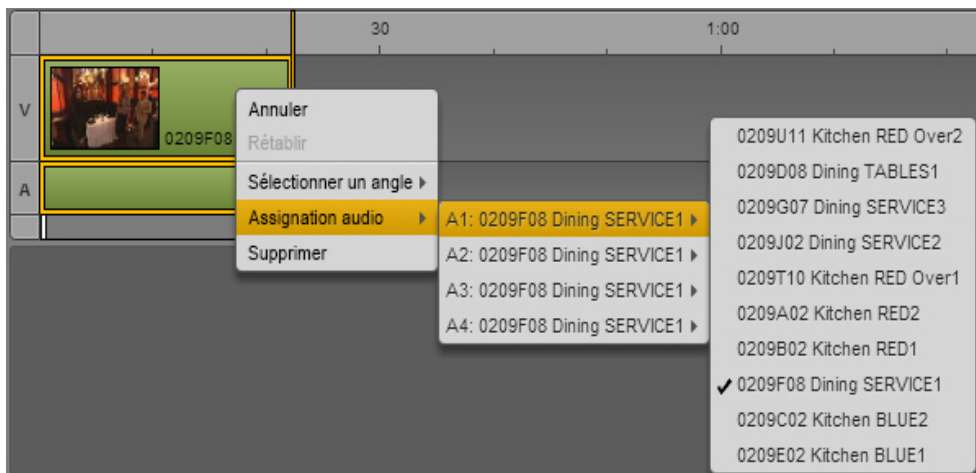 30
1:00
V
0209F08
A
Annuler
Rétablir
Sélectionner un angle
Assignation audio
Supprimer
A1: 0209F08 Dining SERVICE1
A2: 0209F08 Dining SERVICE1
A3: 0209F08 Dining SERVICE1
A4: 0209F08 Dining SERVICE1
0209U11 Kitchen RED Over2
0209D08 Dining TABLES1
0209G07 Dining SERVICE3
0209J02 Dining SERVICE2
0209T10 Kitchen RED Over1
0209A02 Kitchen RED2
0209B02 Kitchen RED1
0209F08 Dining SERVICE1
0209C02 Kitchen BLUE2
0209E02 Kitchen BLUE1